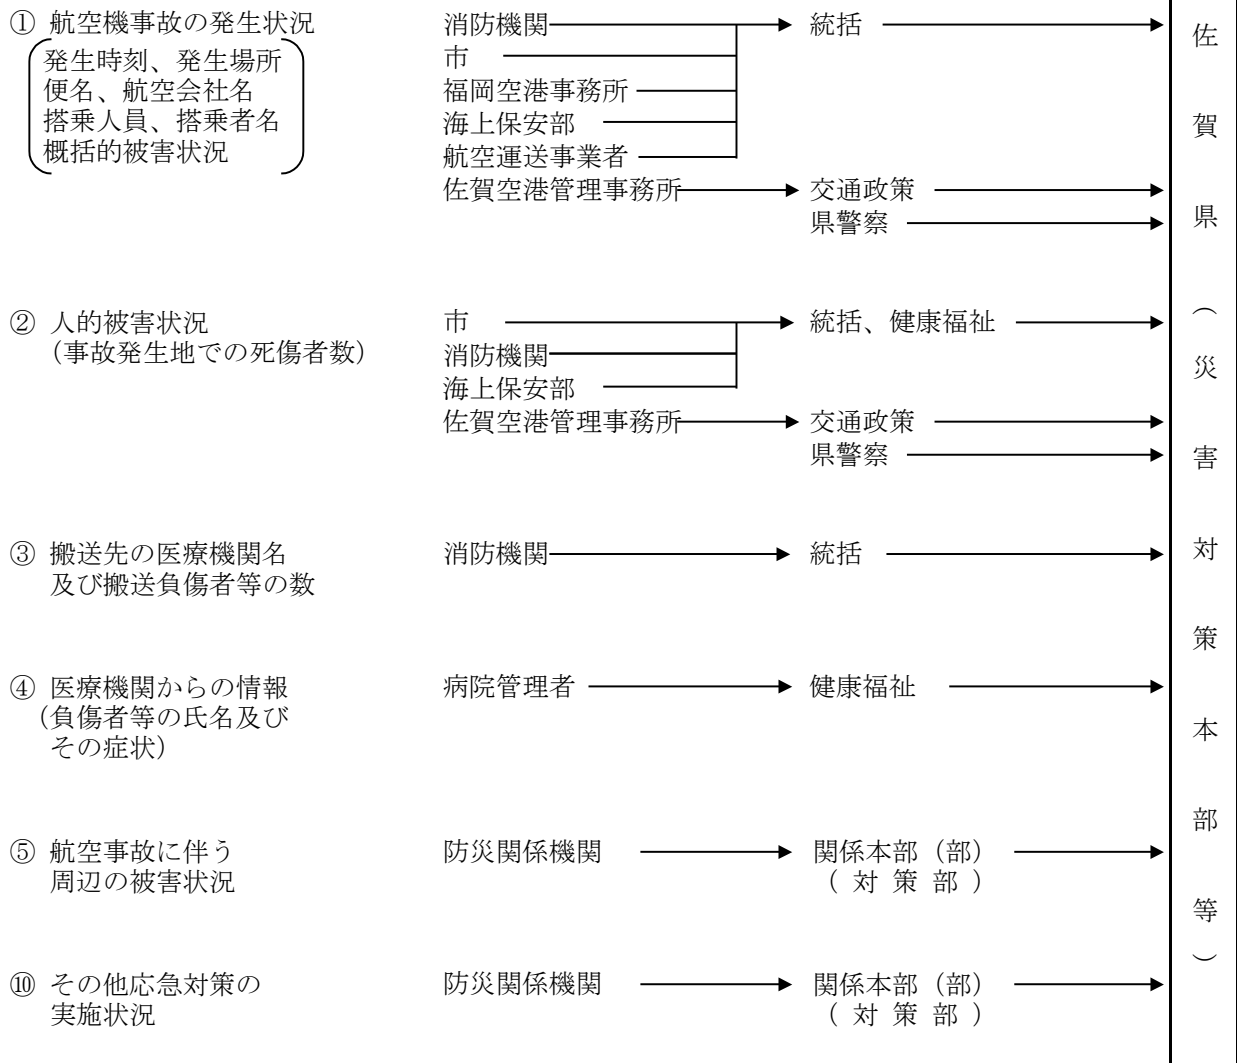 ① 航空機事故の発生状況
発生時刻、発生場所
便名、航空会社名
搭乗人員、搭乗者名
概括的被害状況
消防機関 統括
市
福岡空港事務所
海上保安部
航空運送事業者
佐賀空港管理事務所 交通政策
県警察
② 人的被害状況
（事故発生地での死傷者数）
市 統括、健康福祉
消防機関
海上保安部
佐賀空港管理事務所 交通政策
県警察
③ 搬送先の医療機関名
及び搬送負傷者等の数
消防機関 統括
④ 医療機関からの情報
（負傷者等の氏名及び
その症状）
病院管理者 健康福祉
⑤ 航空事故に伴う
周辺の被害状況
防災関係機関 関係本部（部）
（ 対 策 部 ）
⑩ その他応急対策の
実施状況
防災関係機関 関係本部（部）
（ 対 策 部 ）
佐賀県（災害対策本部等）